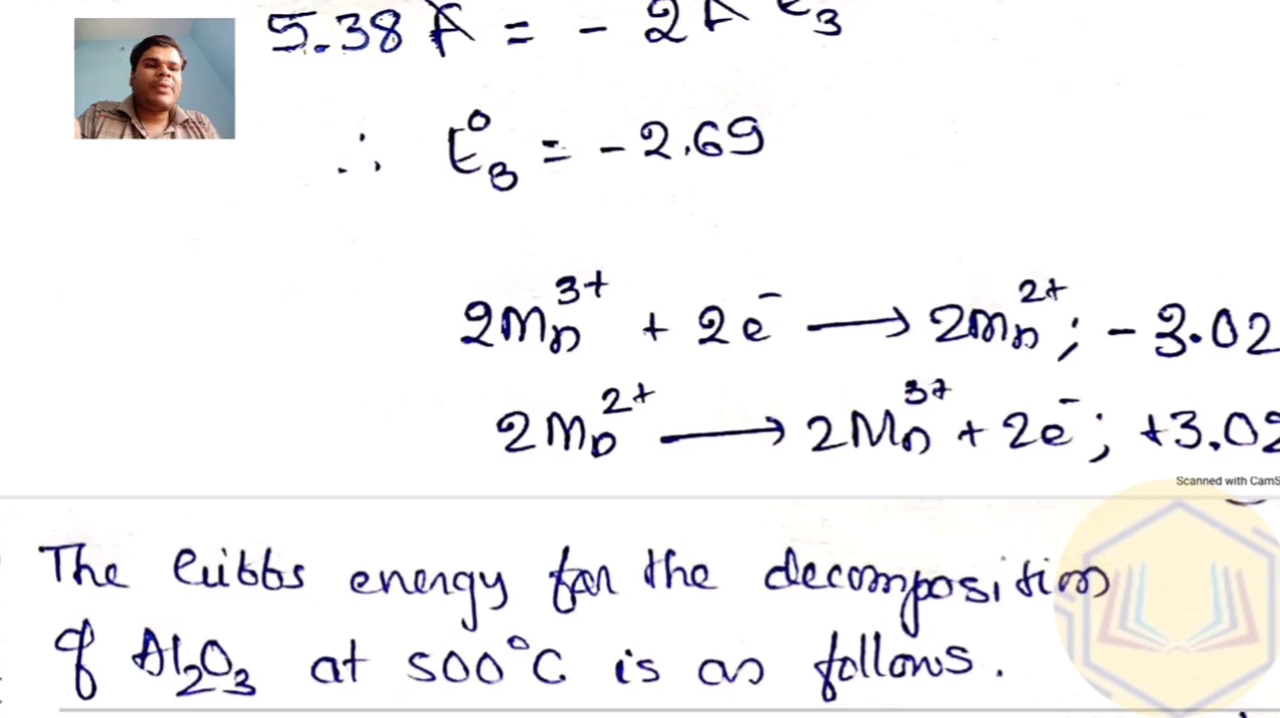 5.38 F = - 2F E°3
∴ E°3 = -2.69
2Mn³⁺ + 2e⁻ ⟶ 2Mn²⁺ ; -3.02
2Mn²⁺ ⟶ 2Mn³⁺ + 2e⁻ ; +3.02
Scanned with CamS
The Gibbs energy for the decomposition
of Al₂O₃ at 500°C is as follows.